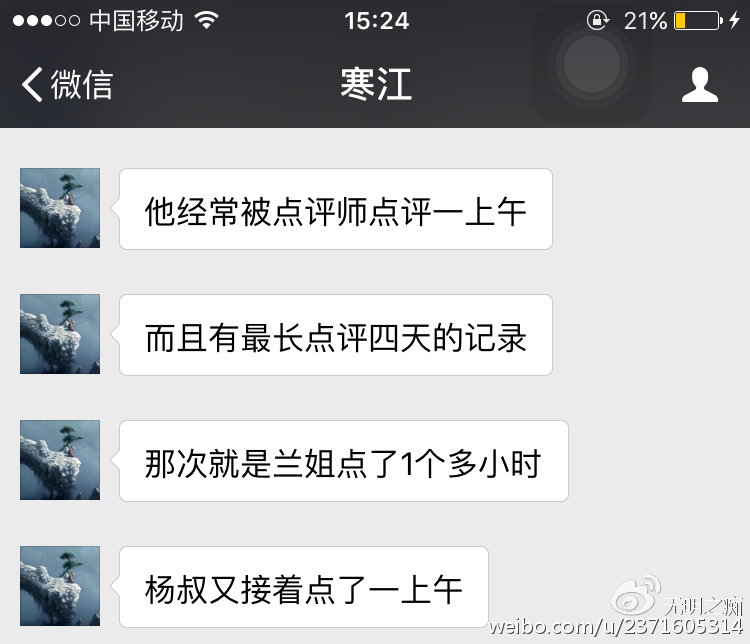 中国移动 15:24 21%
微信 寒江
他经常被点评师点评一上午
而且有最长点评四天的记录
那次就是兰姐点了1个多小时
杨叔又接着点了一上午
无明之癫
weibo.com/u/2371605314